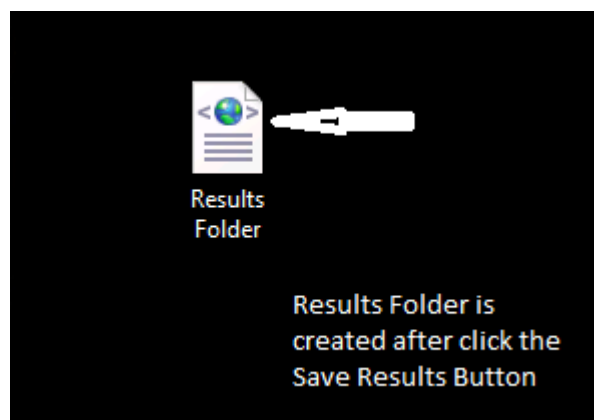 Results
Folder
Results Folder is
created after click the
Save Results Button